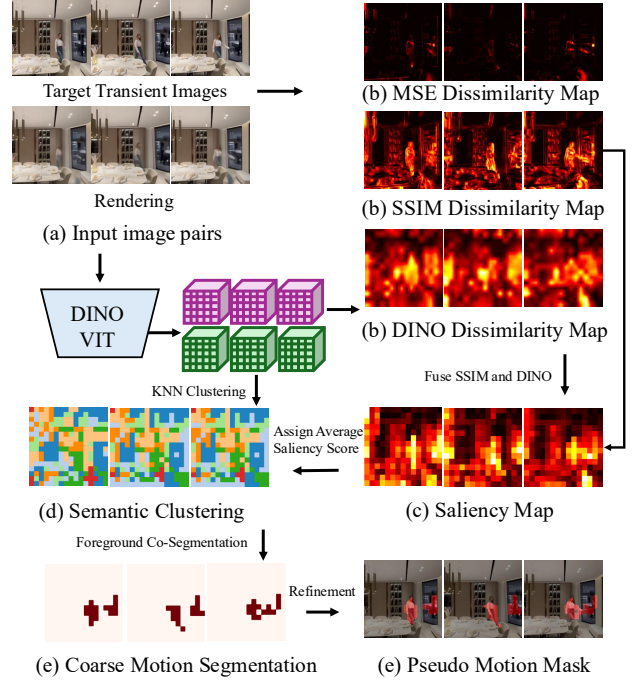 Target Transient Images
(b) MSE Dissimilarity Map
Rendering
(b) SSIM Dissimilarity Map
(a) Input image pairs
DINO
VIT
(b) DINO Dissimilarity Map
KNN Clustering
Fuse SSIM and DINO
Assign Average
Saliency Score
(d) Semantic Clustering
(c) Saliency Map
Foreground Co-Segmentation
Refinement
(e) Coarse Motion Segmentation
(e) Pseudo Motion Mask